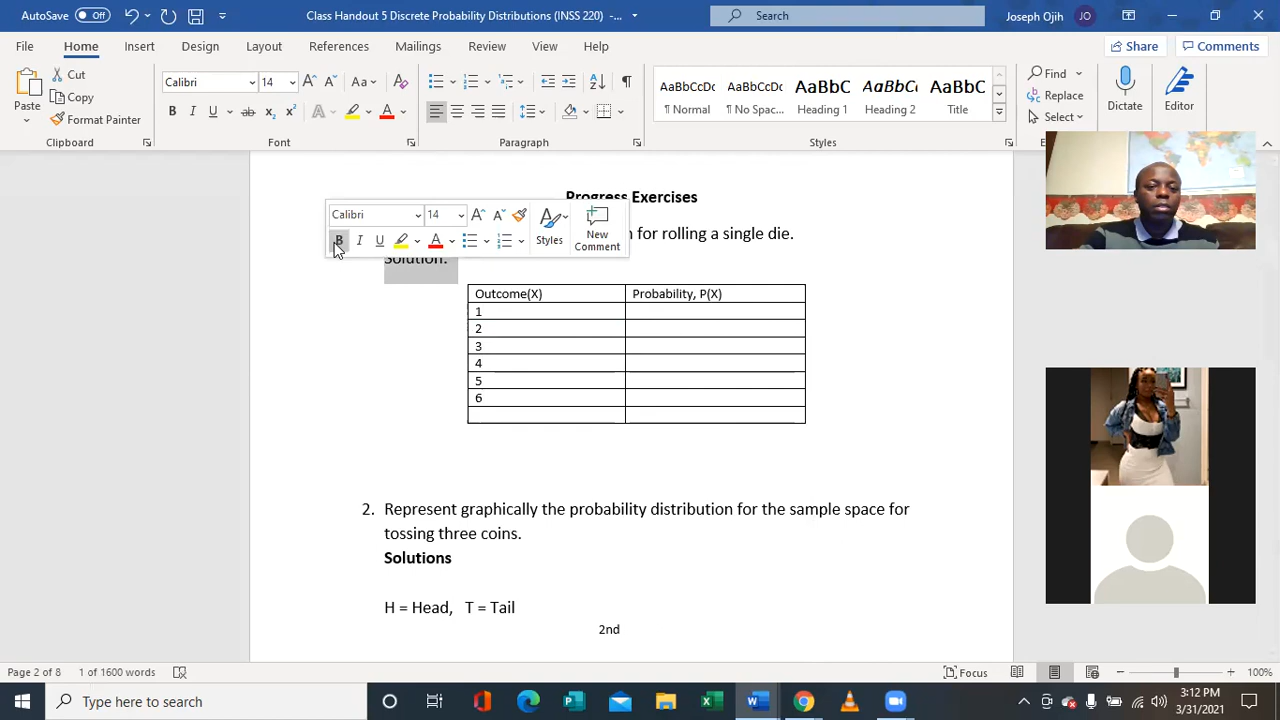 AutoSave Off Class Handout 5 Discrete Probability Distributions (INSS 220) -... Search Joseph Ojih JO
File Home Insert Design Layout References Mailings Review View Help Share Comments
Paste Cut Copy Format Painter
Calibri 14 Aa
B I U ab x₂ x² A A
AaBbCcDc AaBbCcDc AaBbC AaBbCcI AaBbC
¶ Normal ¶ No Spac... Heading 1 Heading 2 Title
Find Replace Select Dictate Editor
Clipboard Font Paragraph Styles
Progress Exercises
n for rolling a single die.
Calibri 14 A A Styles New Comment
B I U A
Solution:
Outcome(X) Probability, P(X)
1
2
3
4
5
6
2. Represent graphically the probability distribution for the sample space for
tossing three coins.
Solutions
H = Head, T = Tail
2nd
Page 2 of 8 1 of 1600 words Focus 100%
Type here to search
3:12 PM
3/31/2021